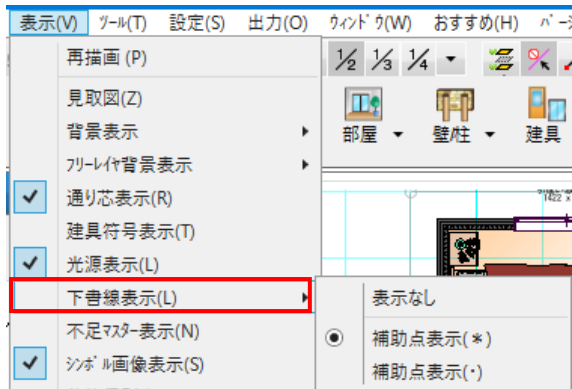 表示(V) ﾂｰﾙ(T) 設定(S) 出力(O) ｳｨﾝﾄﾞｳ(W) おすすめ(H)
再描画 (P)
1/2 1/3 1/4
見取図(Z)
背景表示
部屋 壁/柱 建具
ﾌﾘｰﾚｲﾔ背景表示
通り芯表示(R)
建具符号表示(T)
光源表示(L)
下書線表示(L)
表示なし
不足ﾏｽﾀｰ表示(N)
補助点表示(＊)
ｼﾝﾎﾞﾙ画像表示(S)
補助点表示(･)